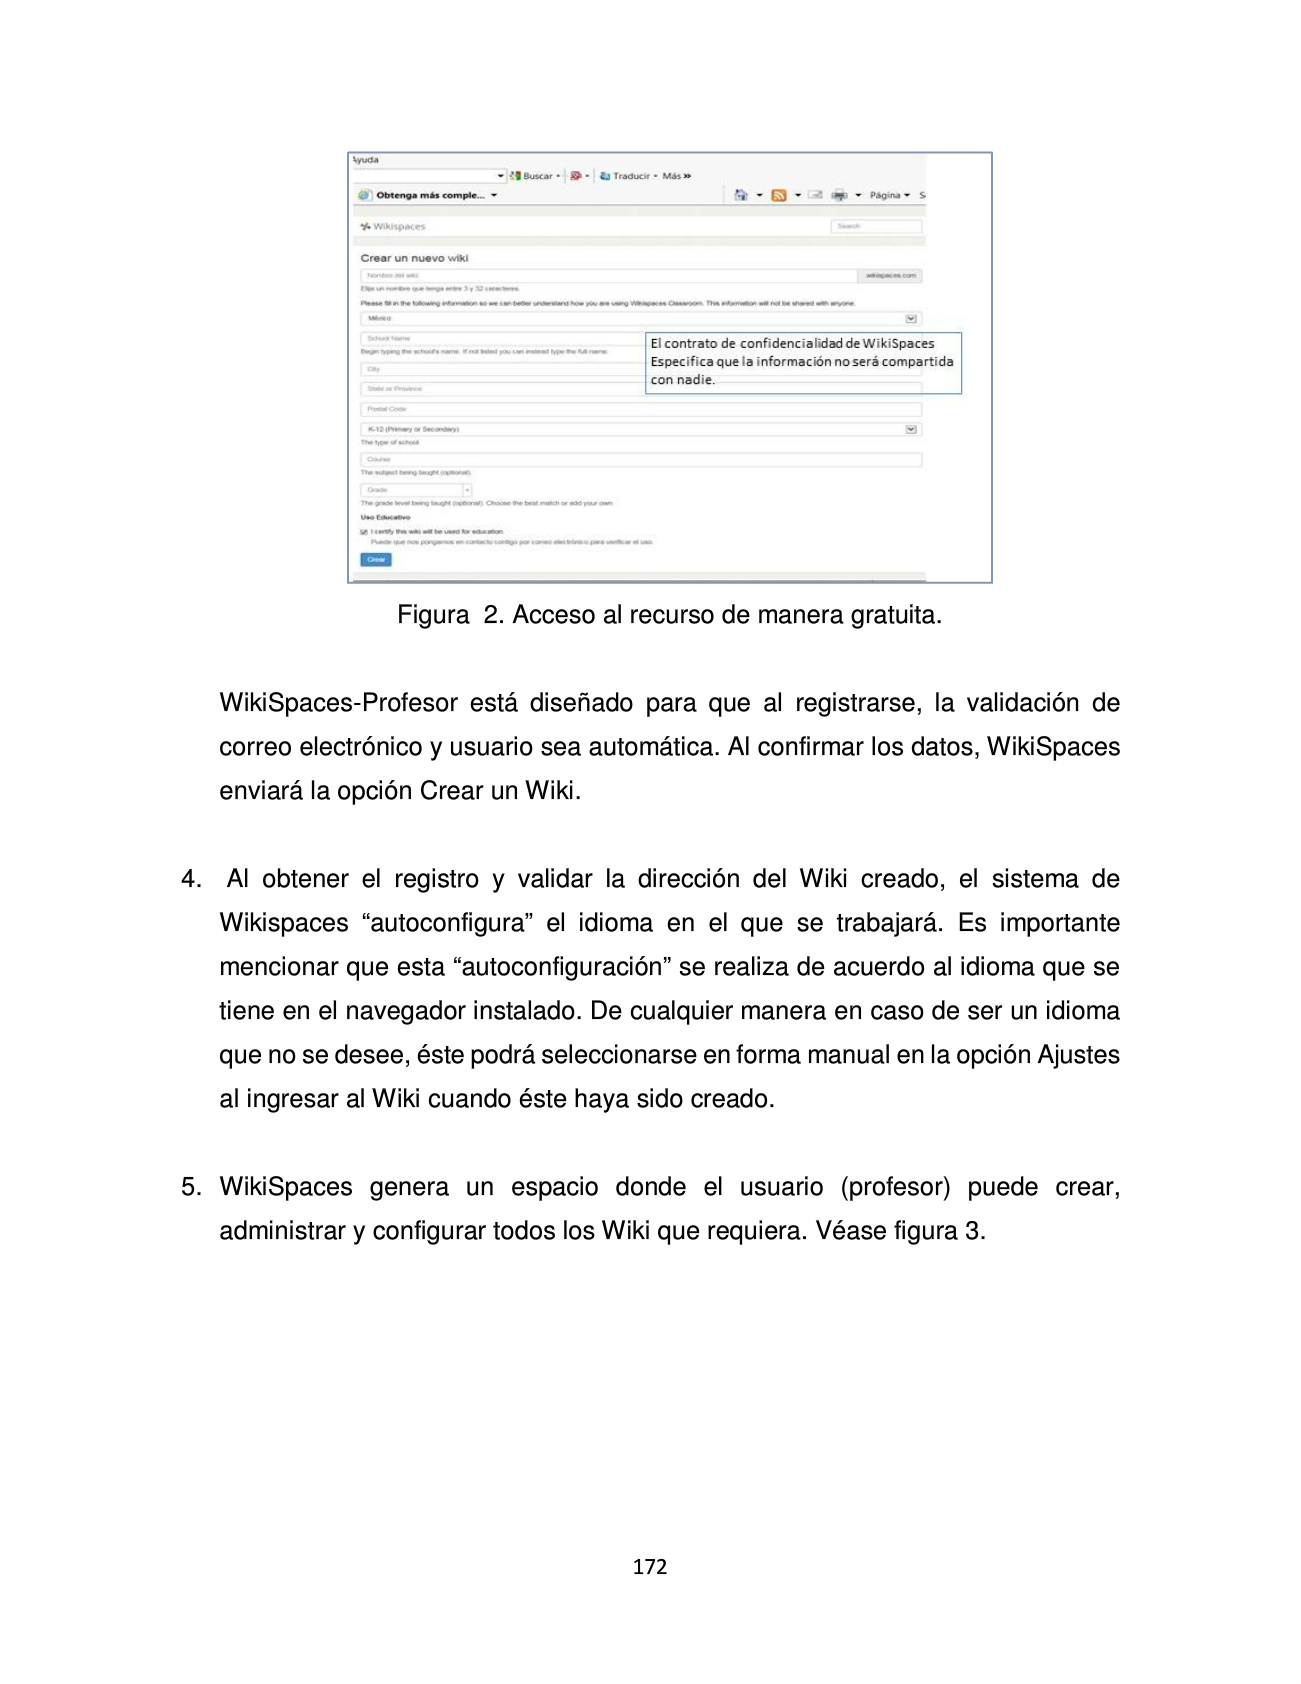 Ayuda
Buscar
Traducir
Más »
Obtenga más comple...
Página
S
Wikispaces
Search
Crear un nuevo wiki
Nombre del wiki
.wikispaces.com
Elije un nombre que tenga entre 3 y 32 caracteres.
Please fill in the following information so we can better understand how you are using Wikispaces Classroom. This information will not be shared with anyone.
México
School Name
Begin typing the school's name. If not listed you can instead type the full name.
El contrato de confidencialidad de WikiSpaces
Especifica que la información no será compartida
con nadie.
City
State or Province
Postal Code
K-12 (Primary or Secondary)
The type of school
Course
The subject being taught (optional).
Grade
The grade level being taught (optional). Choose the best match or add your own.
Uso Educativo
I certify this wiki will be used for education.
Puede que nos pongamos en contacto contigo por correo electrónico para verificar el uso.
Crear
Figura 2. Acceso al recurso de manera gratuita.
WikiSpaces-Profesor está diseñado para que al registrarse, la validación de
correo electrónico y usuario sea automática. Al confirmar los datos, WikiSpaces
enviará la opción Crear un Wiki.
4. Al obtener el registro y validar la dirección del Wiki creado, el sistema de
Wikispaces “autoconfigura” el idioma en el que se trabajará. Es importante
mencionar que esta “autoconfiguración” se realiza de acuerdo al idioma que se
tiene en el navegador instalado. De cualquier manera en caso de ser un idioma
que no se desee, éste podrá seleccionarse en forma manual en la opción Ajustes
al ingresar al Wiki cuando éste haya sido creado.
5. WikiSpaces genera un espacio donde el usuario (profesor) puede crear,
administrar y configurar todos los Wiki que requiera. Véase figura 3.
172